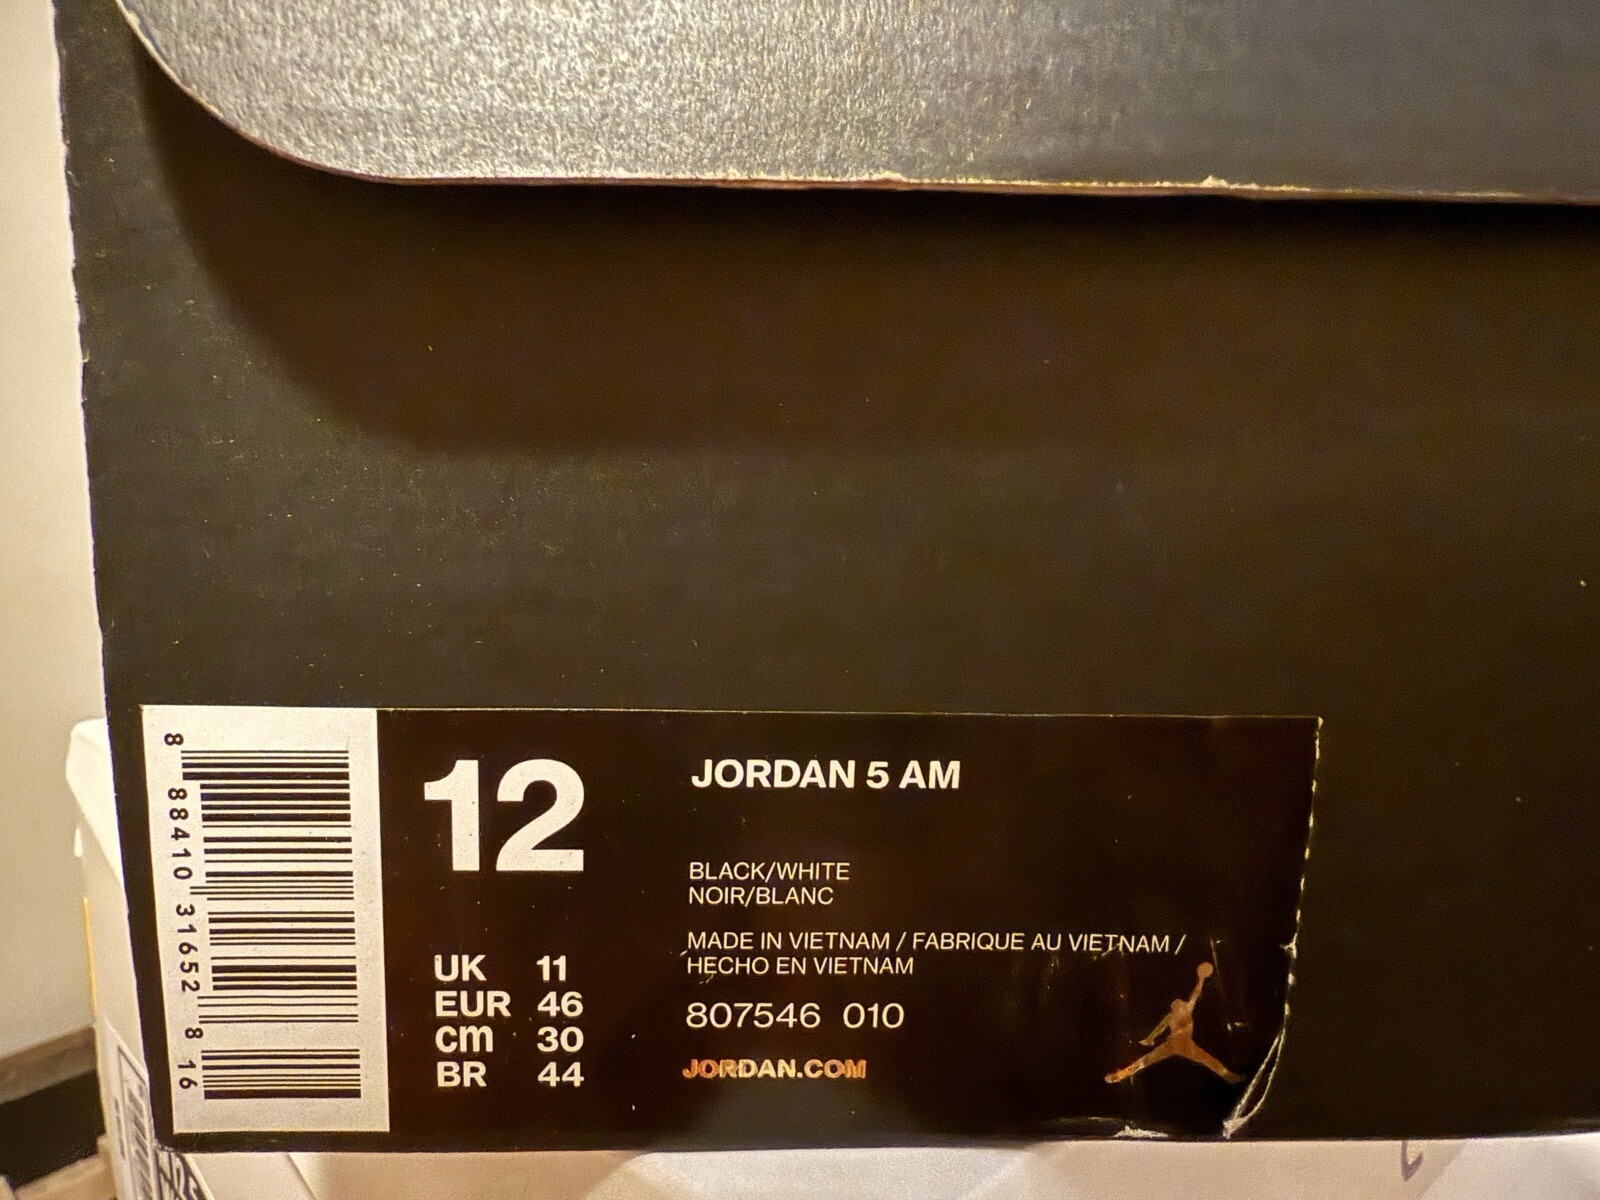 8 88410 31652 8 16
12
UK 11
EUR 46
cm 30
BR 44
JORDAN 5 AM
BLACK/WHITE
NOIR/BLANC
MADE IN VIETNAM / FABRIQUE AU VIETNAM /
HECHO EN VIETNAM
807546 010
JORDAN.COM